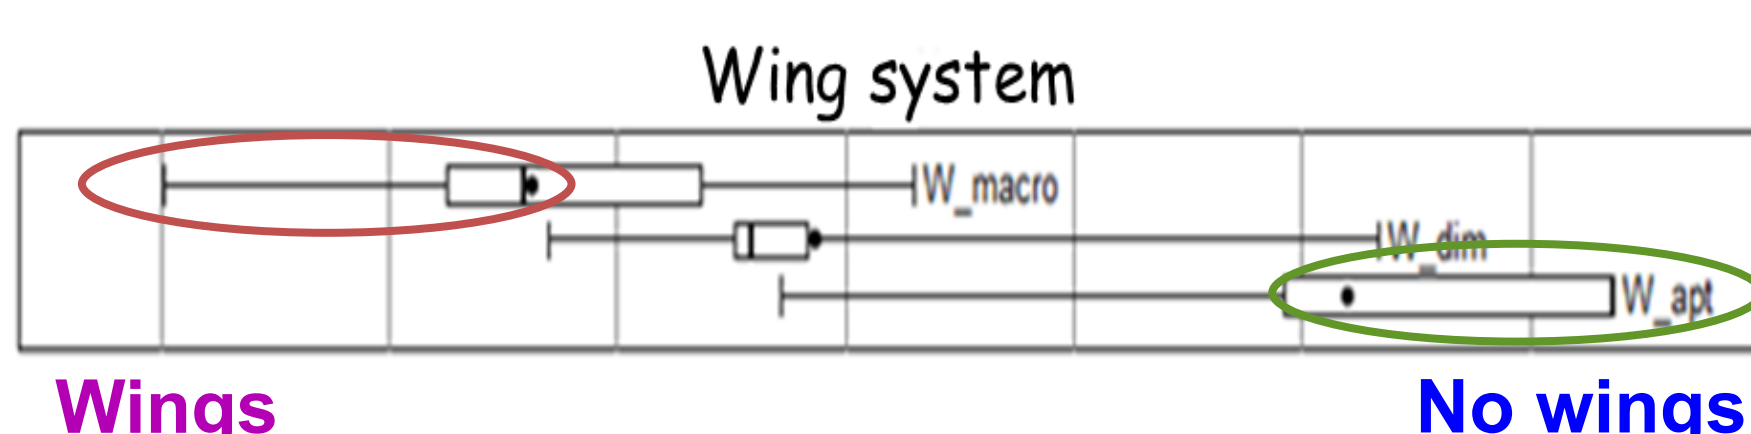 Wing system
W_macro
W_dim
W_apt
Wings
No wings